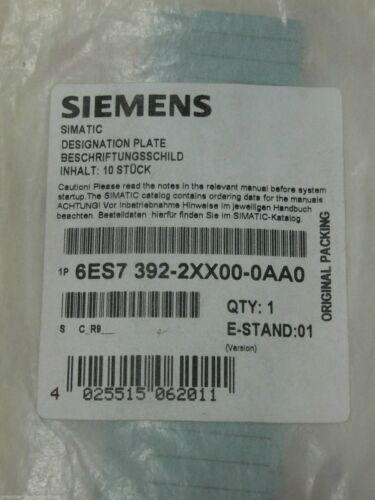 SIEMENS
SIMATIC
DESIGNATION PLATE
BESCHRIFTUNGSSCHILD
INHALT: 10 STÜCK
Caution! Please read the notes in the relevant manual before system
startup.The SIMATIC catalog contains ordering data for the manuals
ACHTUNG! Vor Inbetriebnahme Hinweise im jeweiligen Handbuch
beachten. Bestelldaten hierfür finden Sie im SIMATIC-Katalog.
1P 6ES7 392-2XX00-0AA0
QTY: 1
S C_R9___
E-STAND:01
(Version)
4 025515 062011
ORIGINAL PACKING